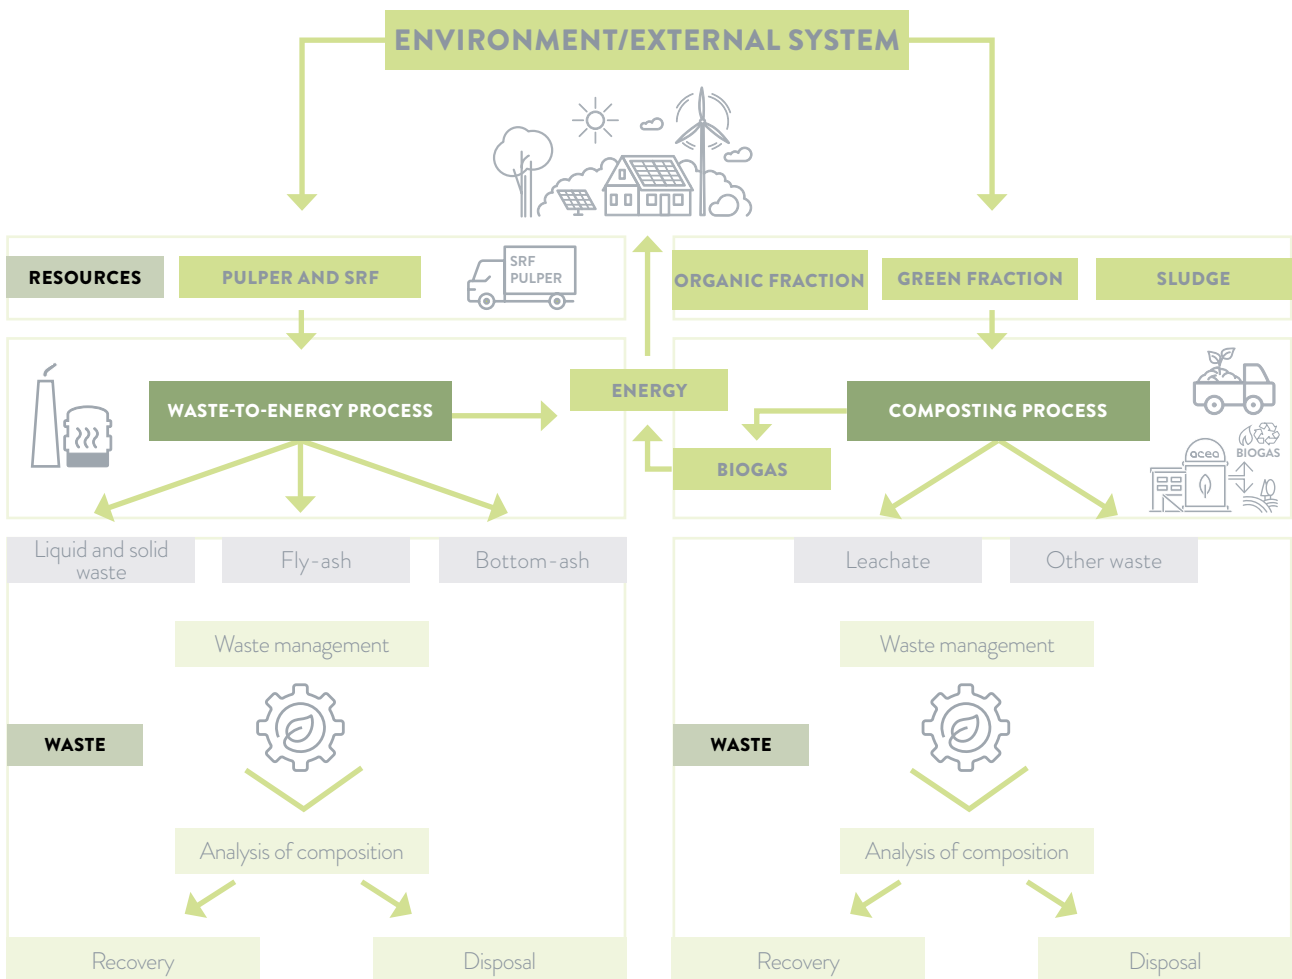 ENVIRONMENT/EXTERNAL SYSTEM
RESOURCES
PULPER AND SRF
SRF
PULPER
ORGANIC FRACTION
GREEN FRACTION
SLUDGE
WASTE-TO-ENERGY PROCESS
ENERGY
COMPOSTING PROCESS
BIOGAS
acea
BIOGAS
Liquid and solid
waste
Fly-ash
Bottom-ash
Leachate
Other waste
Waste management
Waste management
WASTE
WASTE
Analysis of composition
Analysis of composition
Recovery
Disposal
Recovery
Disposal